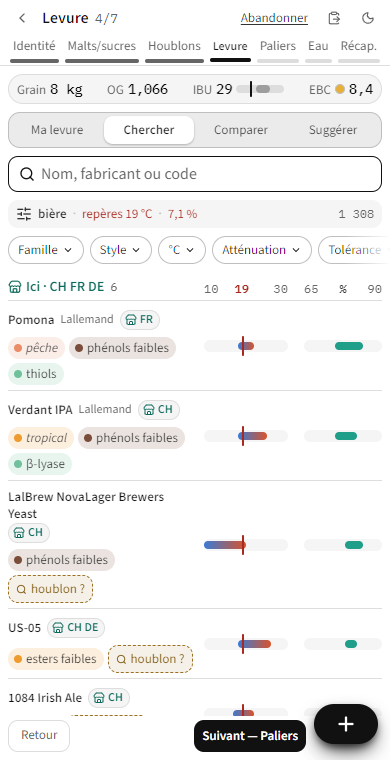 Levure 4/7 Abandonner
Identité Malts/sucres Houblons Levure Paliers Eau Récap.
Grain 8 kg OG 1,066 IBU 29 EBC 8,4
Ma levure Chercher Comparer Suggérer
Nom, fabricant ou code
bière · repères 19 °C · 7,1 % 1 308
Famille Style °C Atténuation Tolérance
Ici · CH FR DE 6 10 19 30 65 % 90
Pomona Lallemand FR
pêche phénols faibles
thiols
Verdant IPA Lallemand CH
tropical phénols faibles
β-lyase
LalBrew NovaLager Brewers
Yeast
CH
phénols faibles
houblon ?
US-05 CH DE
esters faibles houblon ?
1084 Irish Ale CH
Retour Suivant — Paliers